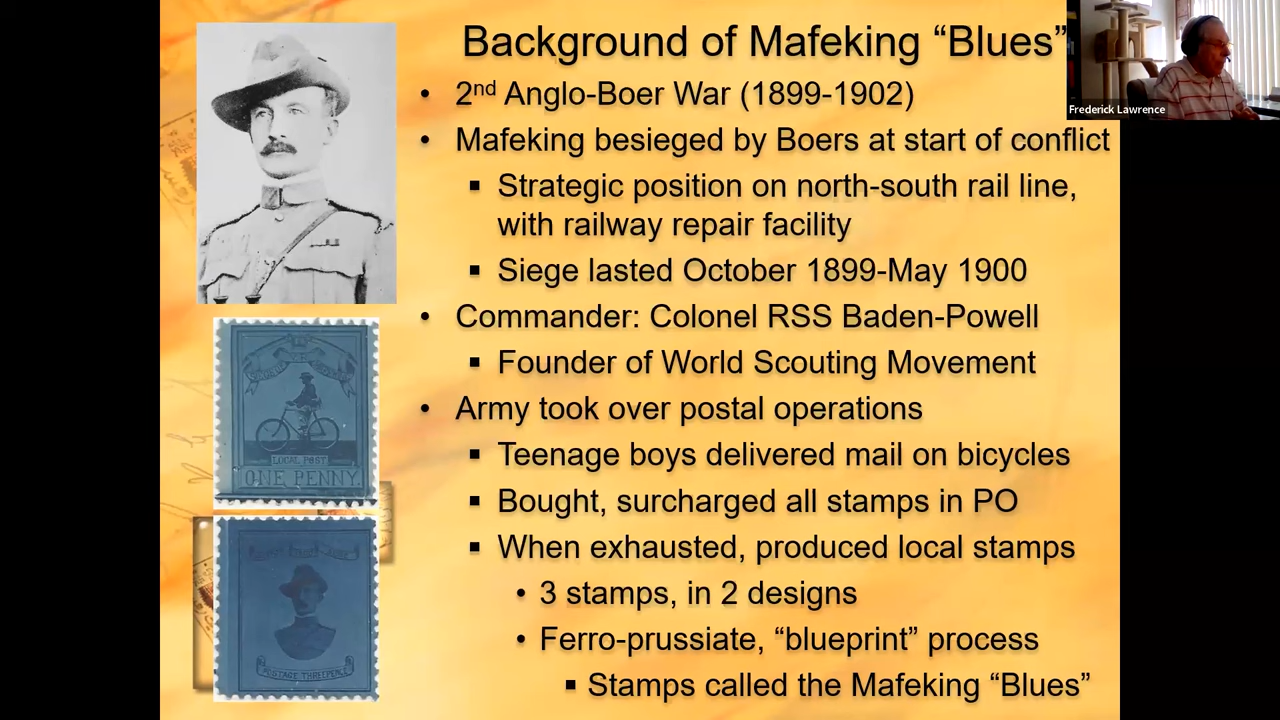 Background of Mafeking “Blues”
Frederick Lawrence
• 2nd Anglo-Boer War (1899-1902)
• Mafeking besieged by Boers at start of conflict
▪ Strategic position on north-south rail line,
with railway repair facility
▪ Siege lasted October 1899-May 1900
• Commander: Colonel RSS Baden-Powell
▪ Founder of World Scouting Movement
• Army took over postal operations
▪ Teenage boys delivered mail on bicycles
▪ Bought, surcharged all stamps in PO
▪ When exhausted, produced local stamps
• 3 stamps, in 2 designs
• Ferro-prussiate, “blueprint” process
▪ Stamps called the Mafeking “Blues”
LOCAL POST
ONE PENNY
POSTAGE THREEPENCE